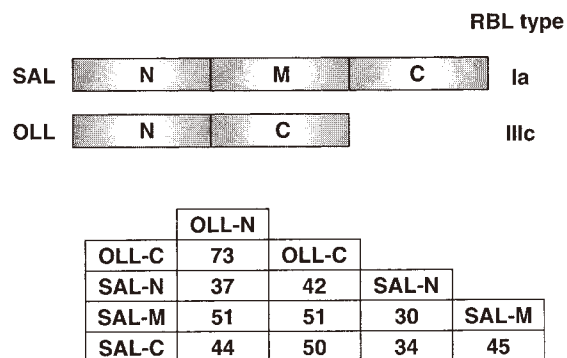 RBL type
SAL N M C Ia
OLL N C IIIc
OLL-N
OLL-C 73 OLL-C
SAL-N 37 42 SAL-N
SAL-M 51 51 30 SAL-M
SAL-C 44 50 34 45